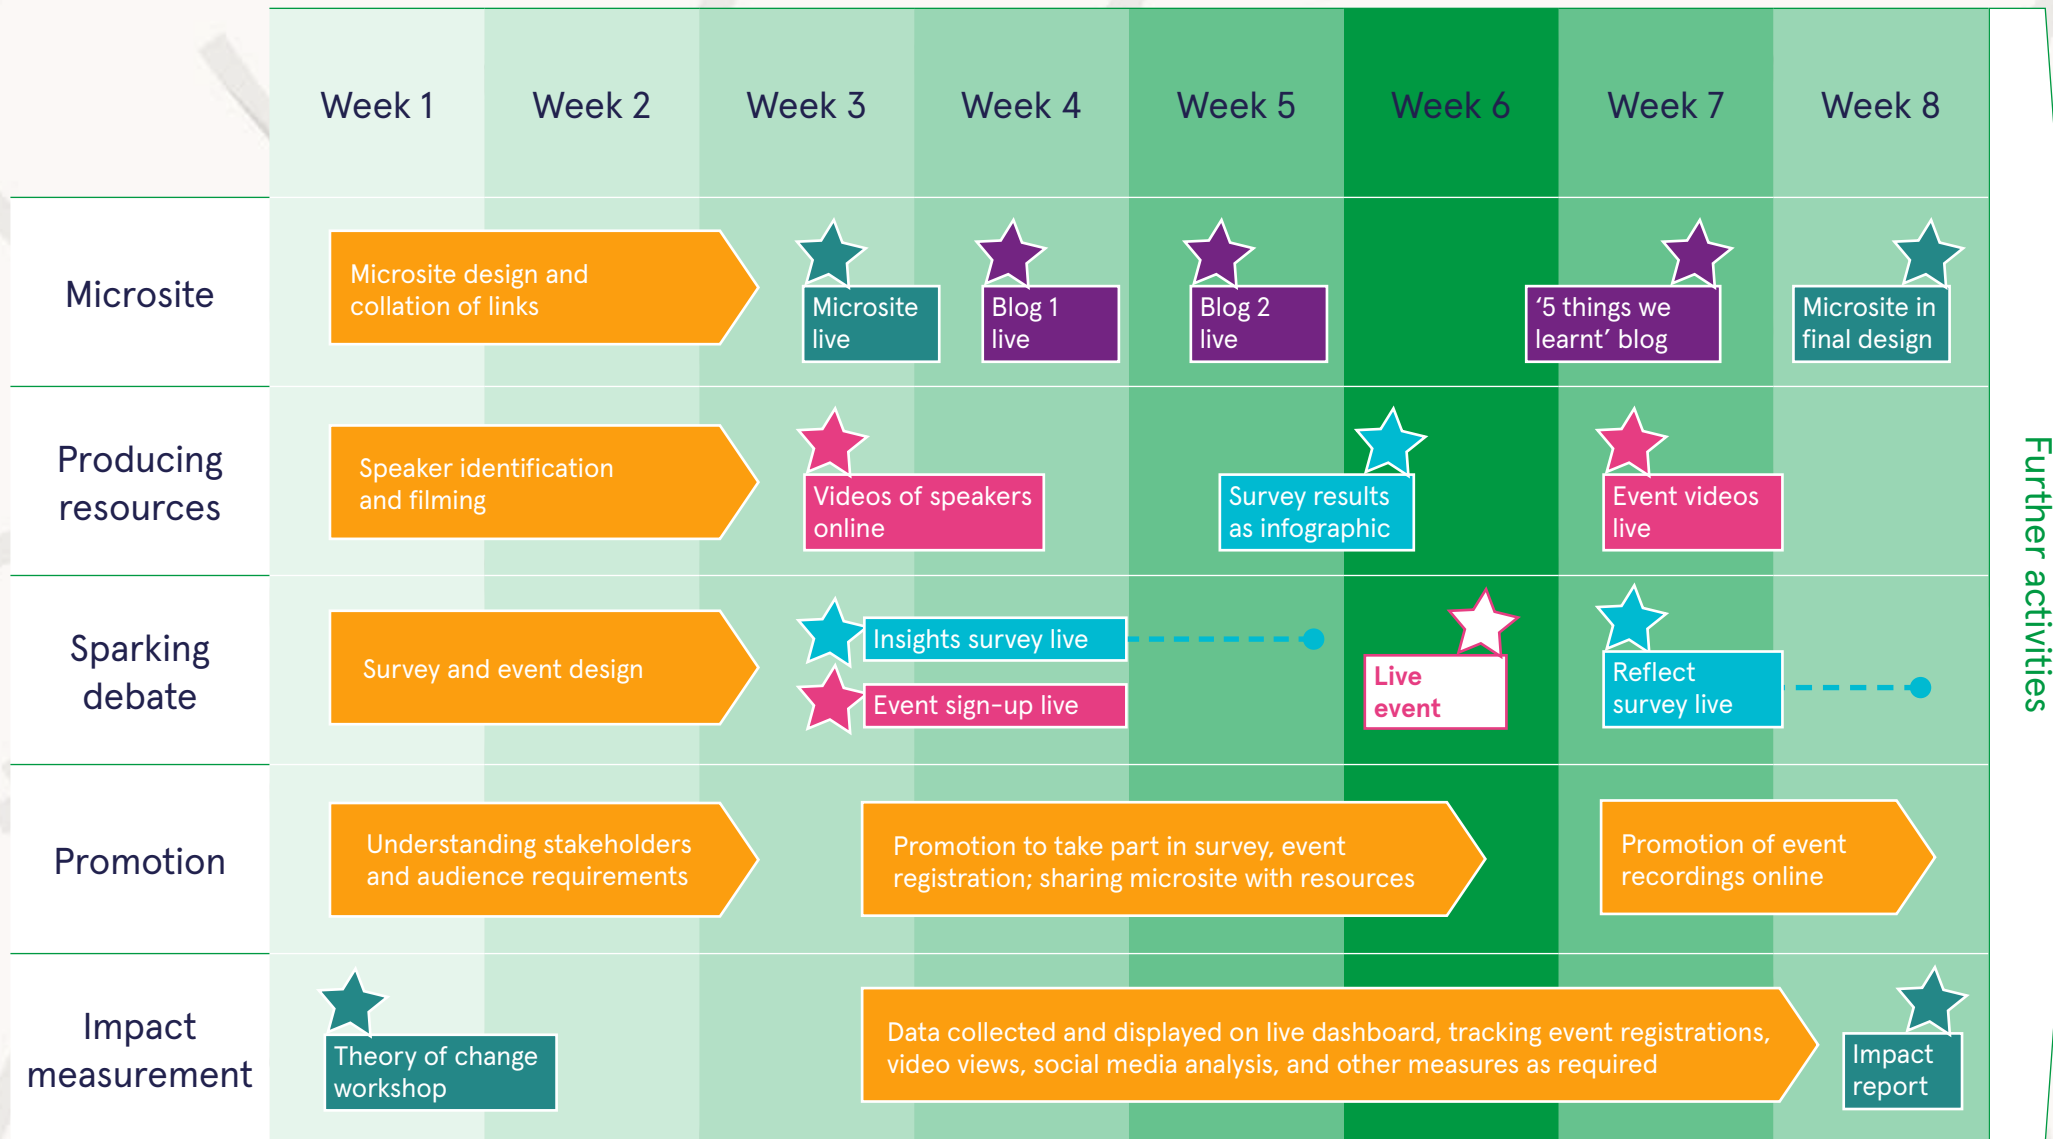 Week 1
Week 2
Week 3
Week 4
Week 5
Week 6
Week 7
Week 8
Microsite
Microsite design and
collation of links
Microsite
live
Blog 1
live
Blog 2
live
‘5 things we
learnt’ blog
Microsite in
final design
Producing
resources
Speaker identification
and filming
Videos of speakers
online
Survey results
as infographic
Event videos
live
Sparking
debate
Survey and event design
Insights survey live
Event sign-up live
Live
event
Reflect
survey live
Promotion
Understanding stakeholders
and audience requirements
Promotion to take part in survey, event
registration; sharing microsite with resources
Promotion of event
recordings online
Impact
measurement
Theory of change
workshop
Data collected and displayed on live dashboard, tracking event registrations,
video views, social media analysis, and other measures as required
Impact
report
Further activities